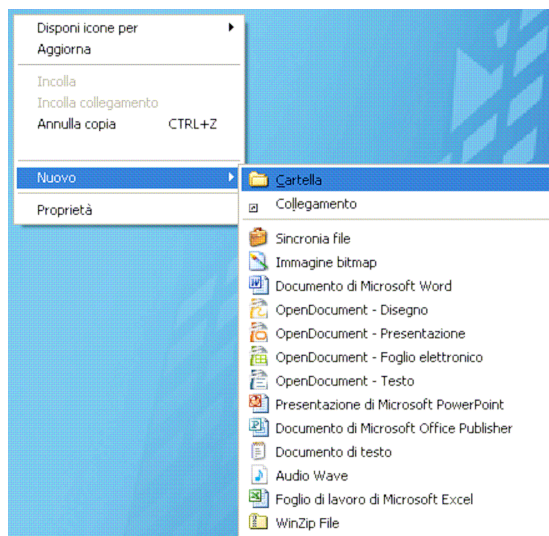 Disponi icone per
Aggiorna
Incolla
Incolla collegamento
Annulla copia CTRL+Z
Nuovo
Proprietà
Cartella
Collegamento
Sincronia file
Immagine bitmap
Documento di Microsoft Word
OpenDocument - Disegno
OpenDocument - Presentazione
OpenDocument - Foglio elettronico
OpenDocument - Testo
Presentazione di Microsoft PowerPoint
Documento di Microsoft Office Publisher
Documento di testo
Audio Wave
Foglio di lavoro di Microsoft Excel
WinZip File